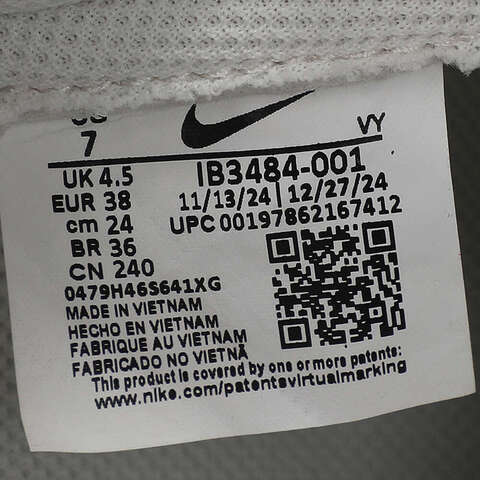 US
7
VY
UK 4.5
EUR 38
cm 24
BR 36
CN 240
IB3484-001
11/13/24 | 12/27/24
UPC 00197862167412
0479H46S641XG
MADE IN VIETNAM
HECHO EN VIETNAM
FABRIQUE AU VIETNAM
FABRICADO NO VIETNÃ
This product is covered by one or more patents:
www.nike.com/patentsvirtualmarking